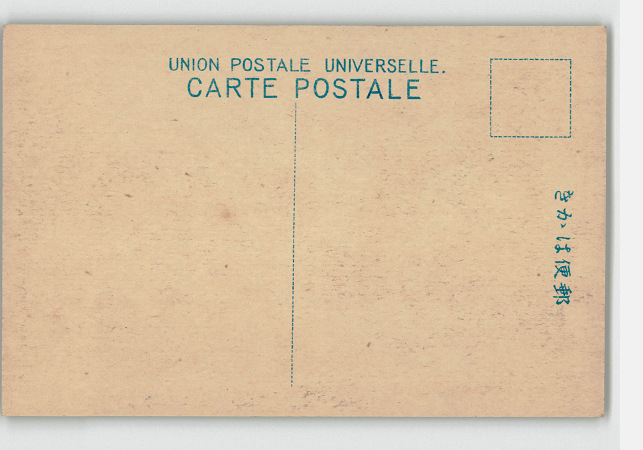 UNION POSTALE UNIVERSELLE.
CARTE POSTALE
郵便はかき